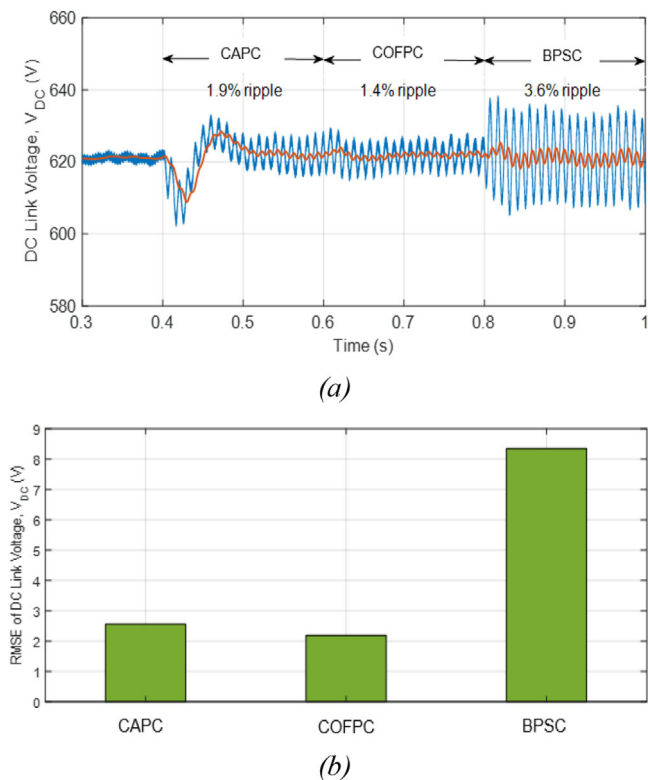 660
640
620
600
580
DC Link Voltage, V_DC (V)
CAPC
COFPC
BPSC
1.9% ripple
1.4% ripple
3.6% ripple
0.3
0.4
0.5
0.6
0.7
0.8
0.9
1
Time (s)
(a)
9
8
7
6
5
4
3
2
1
0
RMSE of DC Link Voltage, V_DC (V)
CAPC
COFPC
BPSC
(b)